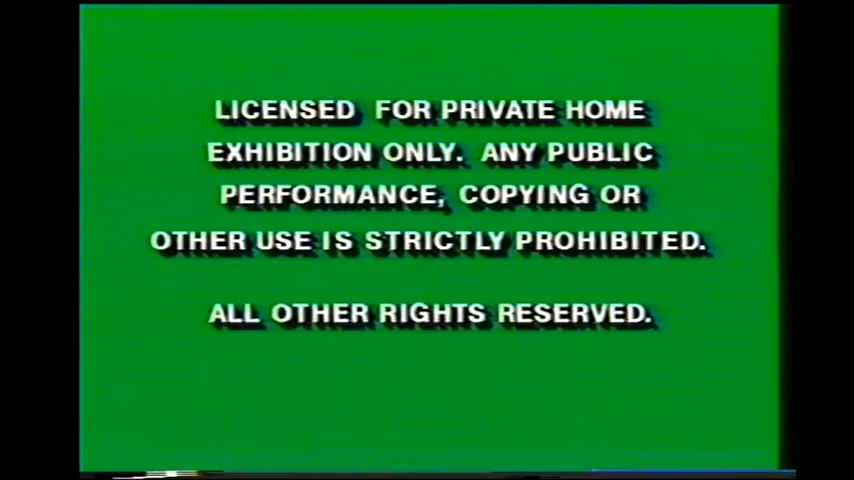 LICENSED FOR PRIVATE HOME
EXHIBITION ONLY. ANY PUBLIC
PERFORMANCE, COPYING OR
OTHER USE IS STRICTLY PROHIBITED.
ALL OTHER RIGHTS RESERVED.